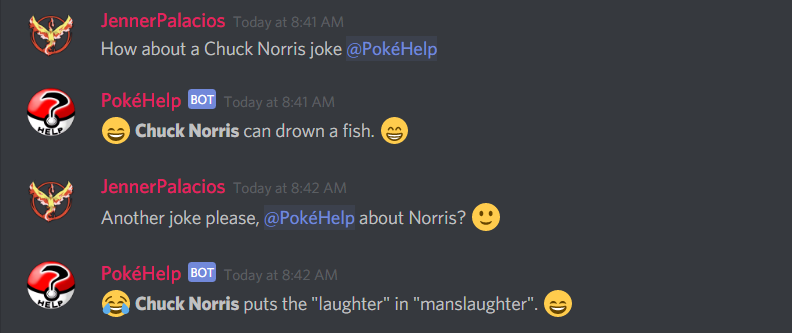 JennerPalacios Today at 8:41 AM
How about a Chuck Norris joke @PokéHelp
PokéHelp BOT Today at 8:41 AM
HELP
😄 Chuck Norris can drown a fish. 😁
JennerPalacios Today at 8:42 AM
Another joke please, @PokéHelp about Norris? 🙂
PokéHelp BOT Today at 8:42 AM
HELP
😂 Chuck Norris puts the "laughter" in "manslaughter". 😄